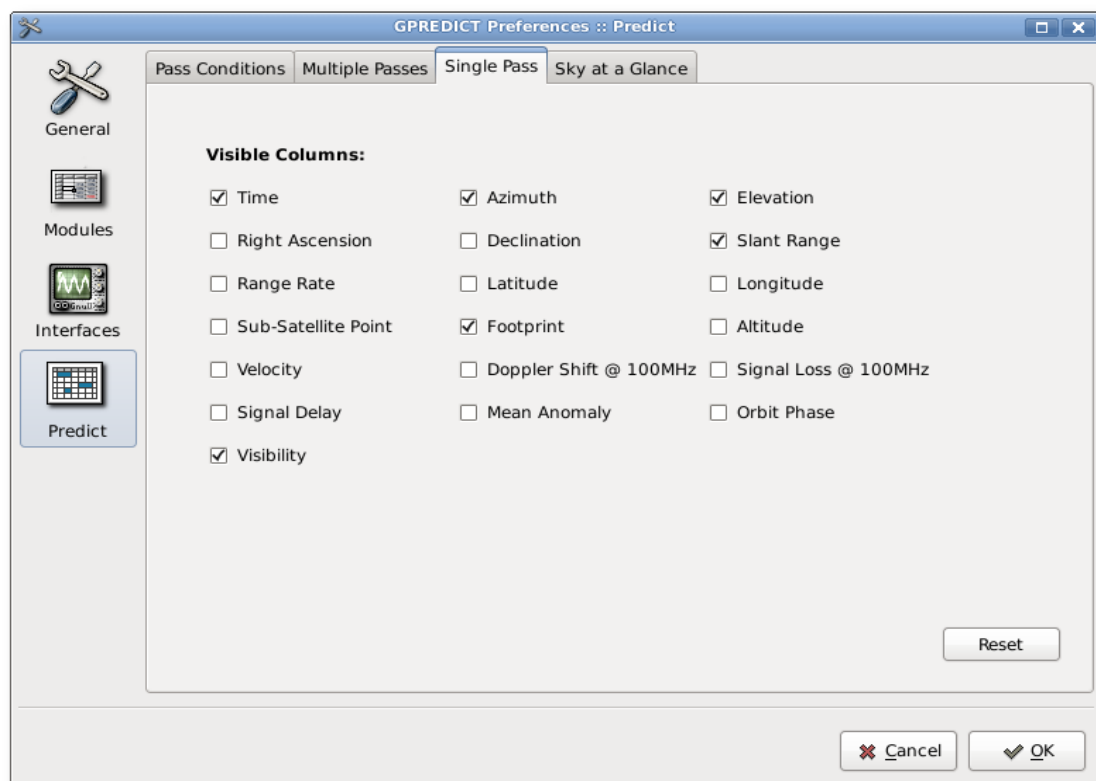 GPREDICT Preferences :: Predict
General
Modules
Interfaces
Predict
Pass Conditions Multiple Passes Single Pass Sky at a Glance
Visible Columns:
Time Azimuth Elevation
Right Ascension Declination Slant Range
Range Rate Latitude Longitude
Sub-Satellite Point Footprint Altitude
Velocity Doppler Shift @ 100MHz Signal Loss @ 100MHz
Signal Delay Mean Anomaly Orbit Phase
Visibility
Reset
Cancel OK